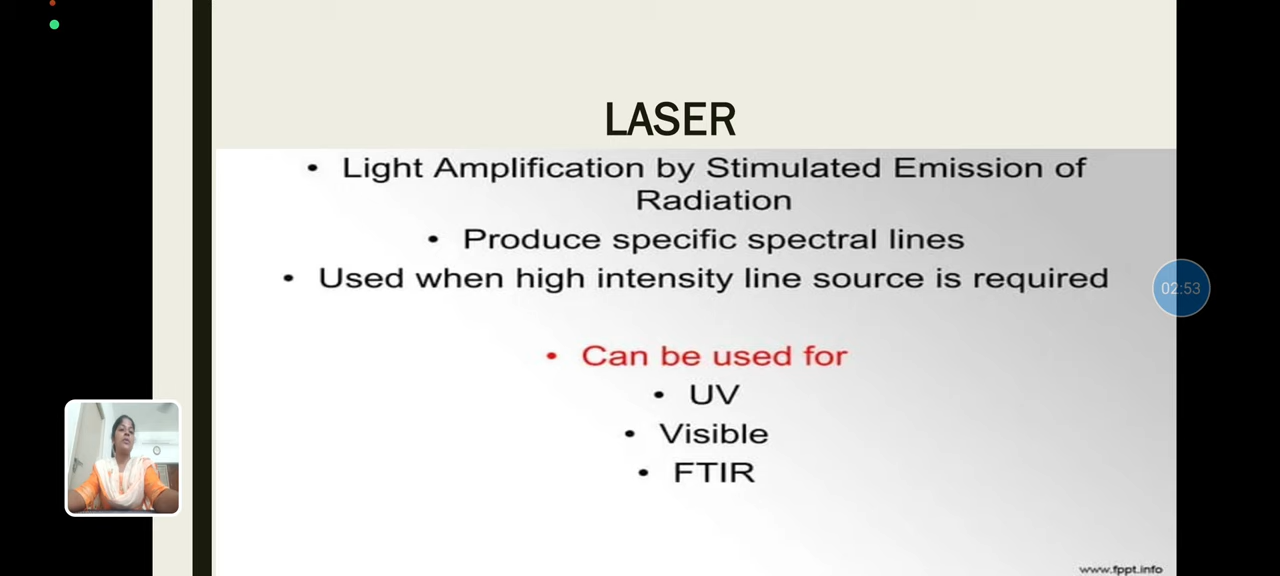 LASER
• Light Amplification by Stimulated Emission of
Radiation
• Produce specific spectral lines
• Used when high intensity line source is required
02:53
• Can be used for
• UV
• Visible
• FTIR
www.fppt.info